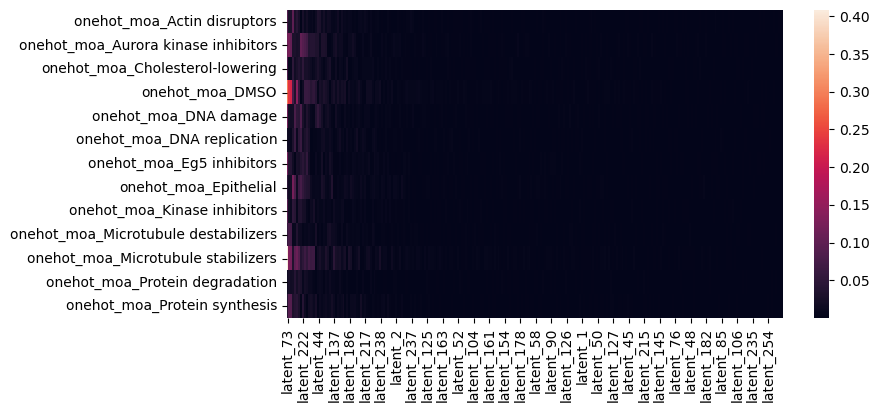 onehot_moa_Actin disruptors
onehot_moa_Aurora kinase inhibitors
onehot_moa_Cholesterol-lowering
onehot_moa_DMSO
onehot_moa_DNA damage
onehot_moa_DNA replication
onehot_moa_Eg5 inhibitors
onehot_moa_Epithelial
onehot_moa_Kinase inhibitors
onehot_moa_Microtubule destabilizers
onehot_moa_Microtubule stabilizers
onehot_moa_Protein degradation
onehot_moa_Protein synthesis
latent_73
latent_222
latent_44
latent_137
latent_186
latent_217
latent_238
latent_2
latent_237
latent_125
latent_163
latent_52
latent_104
latent_161
latent_154
latent_178
latent_58
latent_90
latent_126
latent_1
latent_50
latent_127
latent_45
latent_215
latent_145
latent_76
latent_48
latent_182
latent_85
latent_106
latent_235
latent_254
0.40
0.35
0.30
0.25
0.20
0.15
0.10
0.05